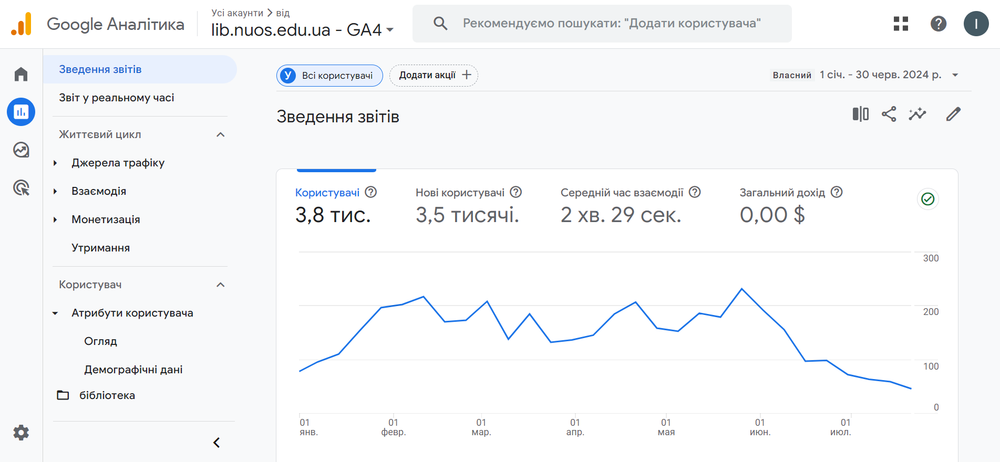 Google Аналітика
Усі акаунти > від
lib.nuos.edu.ua - GA4
Рекомендуємо пошукати: "Додати користувача"
І
Зведення звітів
Звіт у реальному часі
Життєвий цикл
Джерела трафіку
Взаємодія
Монетизація
Утримання
Користувач
Атрибути користувача
Огляд
Демографічні дані
бібліотека
У Всі користувачі
Додати акції +
Власний 1 січ. - 30 черв. 2024 р.
Зведення звітів
Користувачі
3,8 тис.
Нові користувачі
3,5 тисячі.
Середній час взаємодії
2 хв. 29 сек.
Загальний дохід
0,00 $
300
200
100
0
01 янв.
01 февр.
01 мар.
01 апр.
01 мая
01 июн.
01 июл.